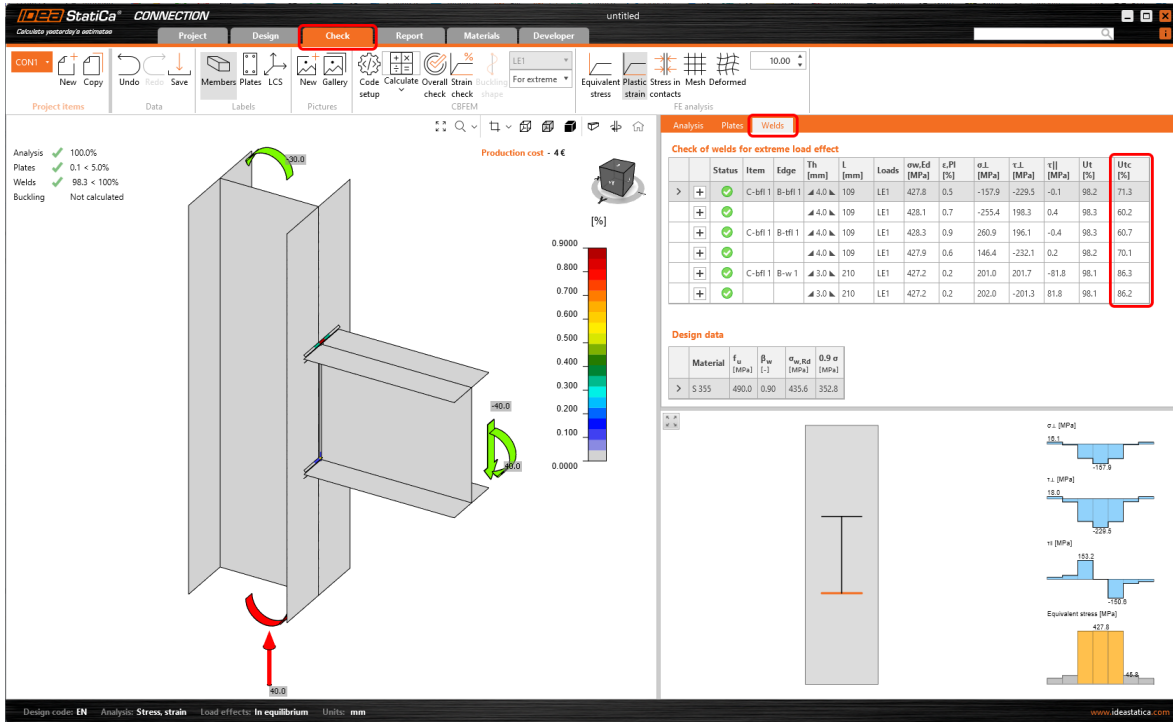 IDEA StatiCa® CONNECTION
untitled
Calculate yesterday's estimates
Project Design Check Report Materials Developer
CON1
New Copy
Undo Redo Save
Members Plates LCS
New Gallery
Code setup Calculate Overall check Strain check Buckling shape
LE1
For extreme
Equivalent stress Plastic strain Stress in contacts Mesh Deformed
10.00
Project items Data Labels Pictures CBFEM FE analysis
Analysis 100.0%
Plates 0.1 < 5.0%
Welds 98.3 < 100%
Buckling Not calculated
Production cost - 4 €
[%]
0.9000
0.800
0.700
0.600
0.500
0.400
0.300
0.200
0.100
0.0000
-30.0
-40.0
40.0
40.0
Analysis Plates Welds
Check of welds for extreme load effect
Status Item Edge Th [mm] L [mm] Loads σw,Ed [MPa] ε,Pl [%] σ⊥ [MPa] τ⊥ [MPa] τ|| [MPa] Ut [%] Utc [%]
> + C-bfl 1 B-bfl 1 ◢ 4.0 ◣ 109 LE1 427.8 0.5 -157.9 -229.5 -0.1 98.2 71.3
+ ◢ 4.0 ◣ 109 LE1 428.1 0.7 -255.4 198.3 0.4 98.3 60.2
+ C-bfl 1 B-tfl 1 ◢ 4.0 ◣ 109 LE1 428.3 0.9 260.9 196.1 -0.4 98.3 60.7
+ ◢ 4.0 ◣ 109 LE1 427.9 0.6 146.4 -232.1 0.2 98.2 70.1
+ C-bfl 1 B-w 1 ◢ 3.0 ◣ 210 LE1 427.2 0.2 201.0 201.7 -81.8 98.1 86.3
+ ◢ 3.0 ◣ 210 LE1 427.2 0.2 202.0 -201.3 81.8 98.1 86.2
Design data
Material fu [MPa] βw [-] σw,Rd [MPa] 0.9 σ [MPa]
> S 355 490.0 0.90 435.6 352.8
σ⊥ [MPa]
16.1
-157.9
τ⊥ [MPa]
18.0
-229.5
τ|| [MPa]
153.2
-150.6
Equivalent stress [MPa]
427.8
45.8
Design code: EN Analysis: Stress, strain Load effects: In equilibrium Units: mm
www.ideastatica.com